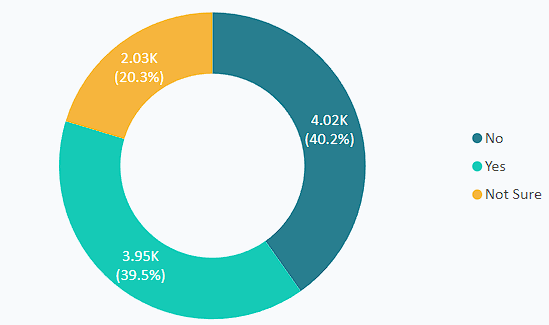 2.03K
(20.3%)
4.02K
(40.2%)
3.95K
(39.5%)
No
Yes
Not Sure